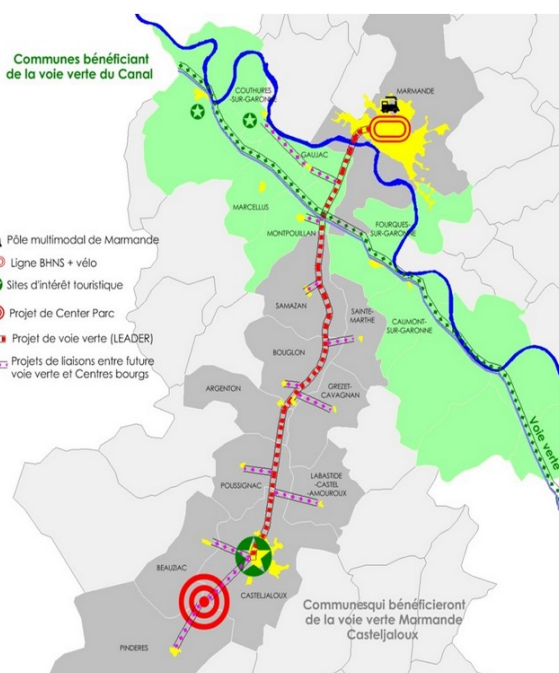 Communes bénéficiant
de la voie verte du Canal
COUTHURES
-SUR-GARONNE
MARMANDE
GAUJAC
MARCELLUS
MONTPOUILLAN
FOURQUES
-SUR-GARONNE
Pôle multimodal de Marmande
Ligne BHNS + vélo
Sites d'intérêt touristique
Projet de Center Parc
Projet de voie verte (LEADER)
Projets de liaisons entre future
voie verte et Centres bourgs
SAMAZAN
SAINTE-
MARTHE
CAUMONT-
SUR-GARONNE
BOUGLON
ARGENTON
GREZET-
CAVAGNAN
Voie verte
POUSSIGNAC
LABASTIDE
-CASTEL
-AMOUROUX
BEAUZIAC
CASTELJALOUX
PINDERES
Communesqui bénéficieront
de la voie verte Marmande
Casteljaloux